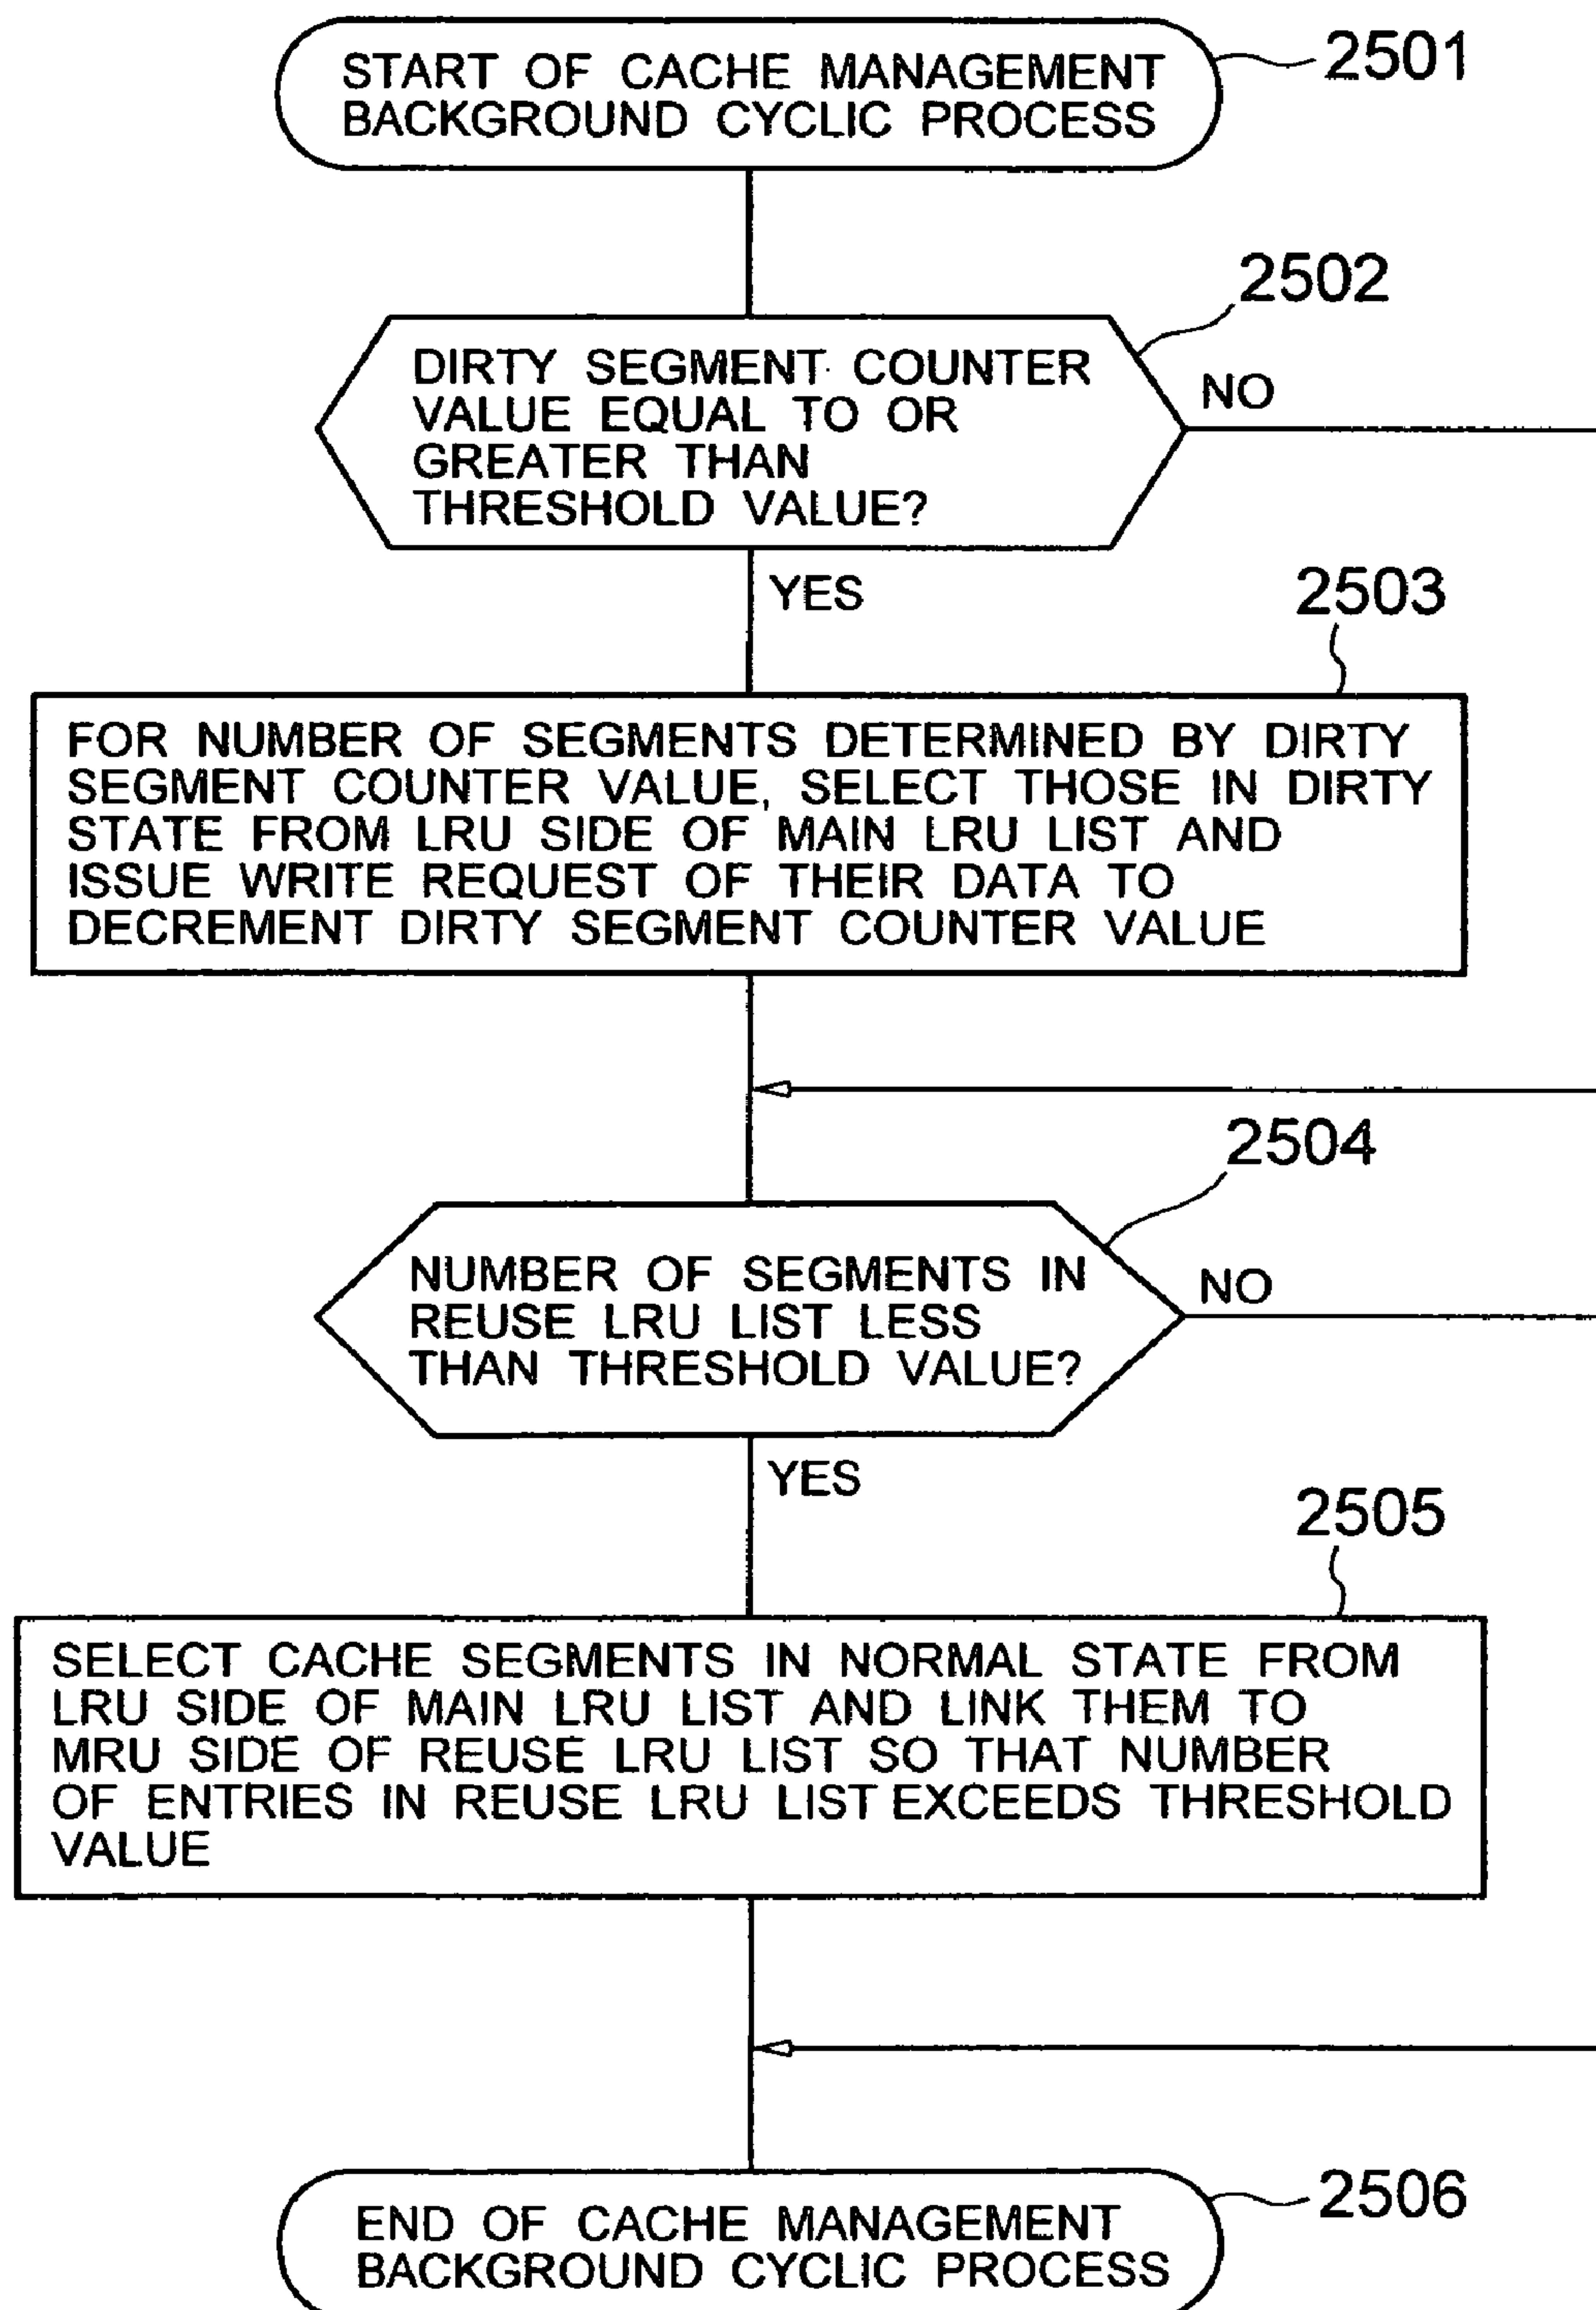 START OF CACHE MANAGEMENT
BACKGROUND CYCLIC PROCESS
2501
2502
DIRTY SEGMENT COUNTER
VALUE EQUAL TO OR
GREATER THAN
THRESHOLD VALUE?
NO
YES
2503
FOR NUMBER OF SEGMENTS DETERMINED BY DIRTY
SEGMENT COUNTER VALUE, SELECT THOSE IN DIRTY
STATE FROM LRU SIDE OF MAIN LRU LIST AND
ISSUE WRITE REQUEST OF THEIR DATA TO
DECREMENT DIRTY SEGMENT COUNTER VALUE
2504
NUMBER OF SEGMENTS IN
REUSE LRU LIST LESS
THAN THRESHOLD VALUE?
NO
YES
2505
SELECT CACHE SEGMENTS IN NORMAL STATE FROM
LRU SIDE OF MAIN LRU LIST AND LINK THEM TO
MRU SIDE OF REUSE LRU LIST SO THAT NUMBER
OF ENTRIES IN REUSE LRU LIST EXCEEDS THRESHOLD
VALUE
2506
END OF CACHE MANAGEMENT
BACKGROUND CYCLIC PROCESS